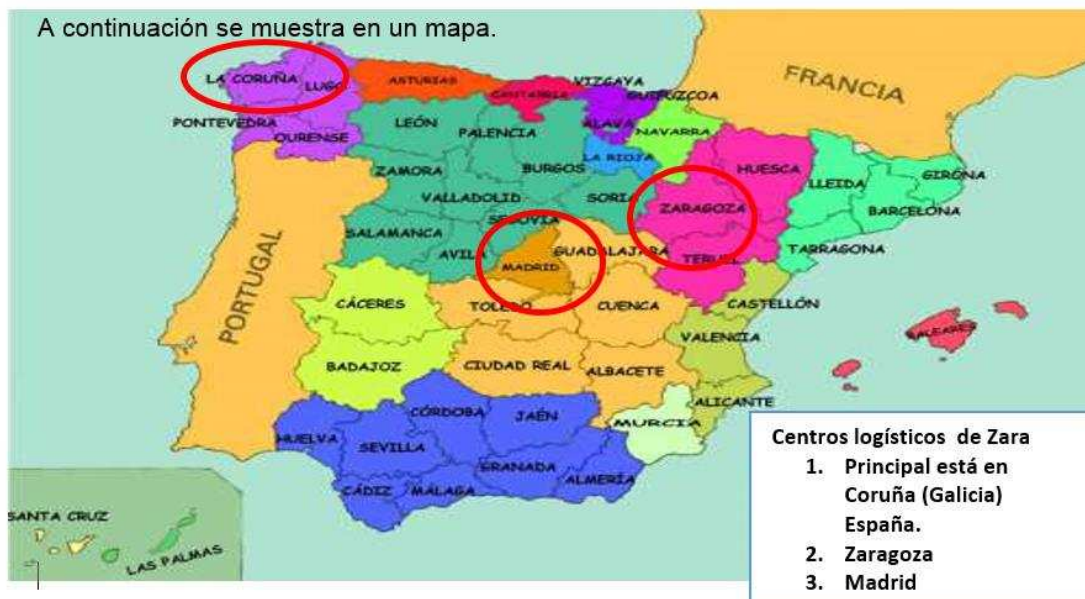 A continuación se muestra en un mapa.
LA CORUÑA
LUGO
ASTURIAS
CANTABRIA
VIZCAYA
GUIPUZCOA
FRANCIA
PONTEVEDRA
OURENSE
LEÓN
PALENCIA
BURGOS
ALAVA
NAVARRA
LA RIOJA
HUESCA
GIRONA
LLEIDA
BARCELONA
ZAMORA
VALLADOLID
SORIA
ZARAGOZA
SEGOVIA
SALAMANCA
AVILA
MADRID
GUADALAJARA
TERUEL
TARRAGONA
PORTUGAL
CÁCERES
TOLEDO
CUENCA
CASTELLÓN
VALENCIA
BALEARES
BADAJOZ
CIUDAD REAL
ALBACETE
ALICANTE
CÓRDOBA
JAÉN
MURCIA
HUELVA
SEVILLA
GRANADA
ALMERÍA
CÁDIZ
MÁLAGA
SANTA CRUZ
LAS PALMAS
Centros logísticos de Zara
1. Principal está en
Coruña (Galicia)
España.
2. Zaragoza
3. Madrid